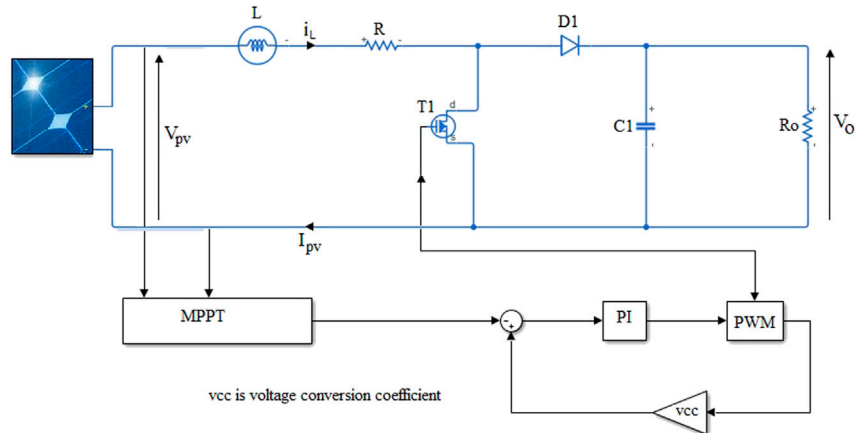 L
i_L
R
D1
T1
d
s
V_pv
C1
Ro
V_O
I_pv
MPPT
PI
PWM
vcc
vcc is voltage conversion coefficient